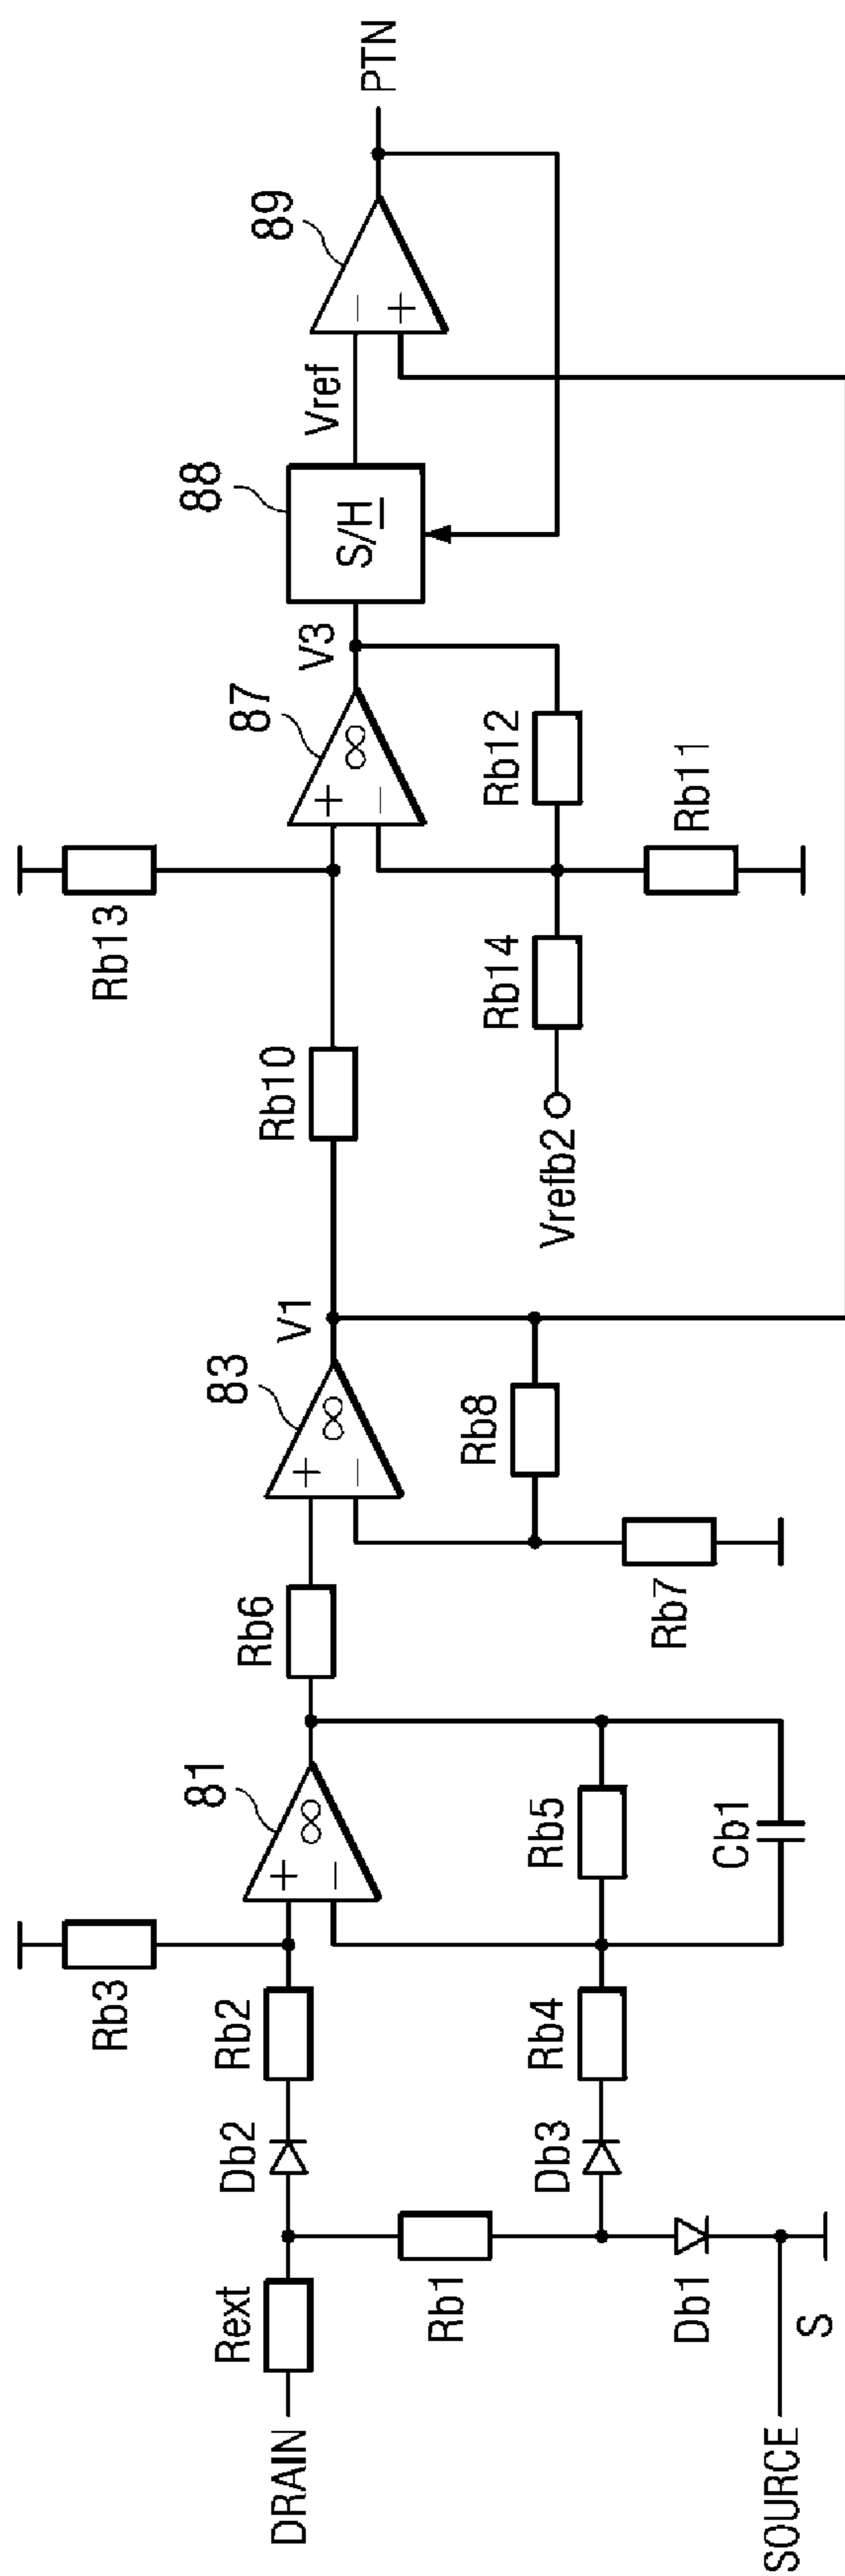 DRAIN
Rext
Db2
Rb2
Rb3
81
+
−
∞
Rb6
83
+
−
∞
V1
Rb10
Rb13
87
+
−
∞
V3
88
S/H
Vref
89
−
+
PTN
Rb1
Db3
Rb4
Rb5
Cb1
Rb7
Rb8
Vrefb2
Rb14
Rb12
Rb11
Db1
SOURCE
S